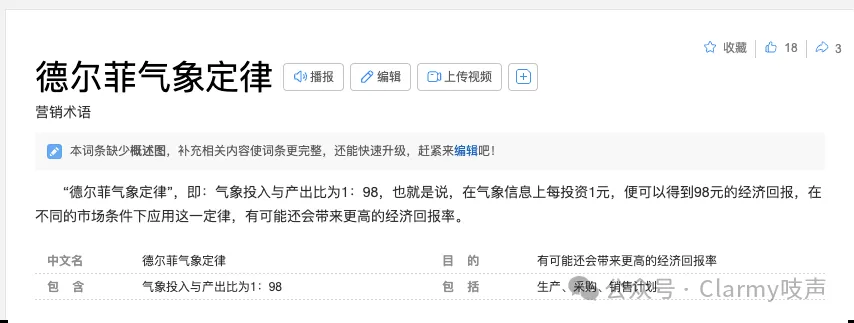 收藏 18 3
德尔菲气象定律 播报 编辑 上传视频
营销术语
本词条缺少概述图，补充相关内容使词条更完整，还能快速升级，赶紧来编辑吧！
“德尔菲气象定律”，即：气象投入与产出比为1：98，也就是说，在气象信息上每投资1元，便可以得到98元的经济回报，在
不同的市场条件下应用这一定律，有可能还会带来更高的经济回报率。
中文名 德尔菲气象定律 目 的 有可能还会带来更高的经济回报率
包 含 气象投入与产出比为1：98 包 括 生产、采购、销售计划
公众号 · Clarmy吱声